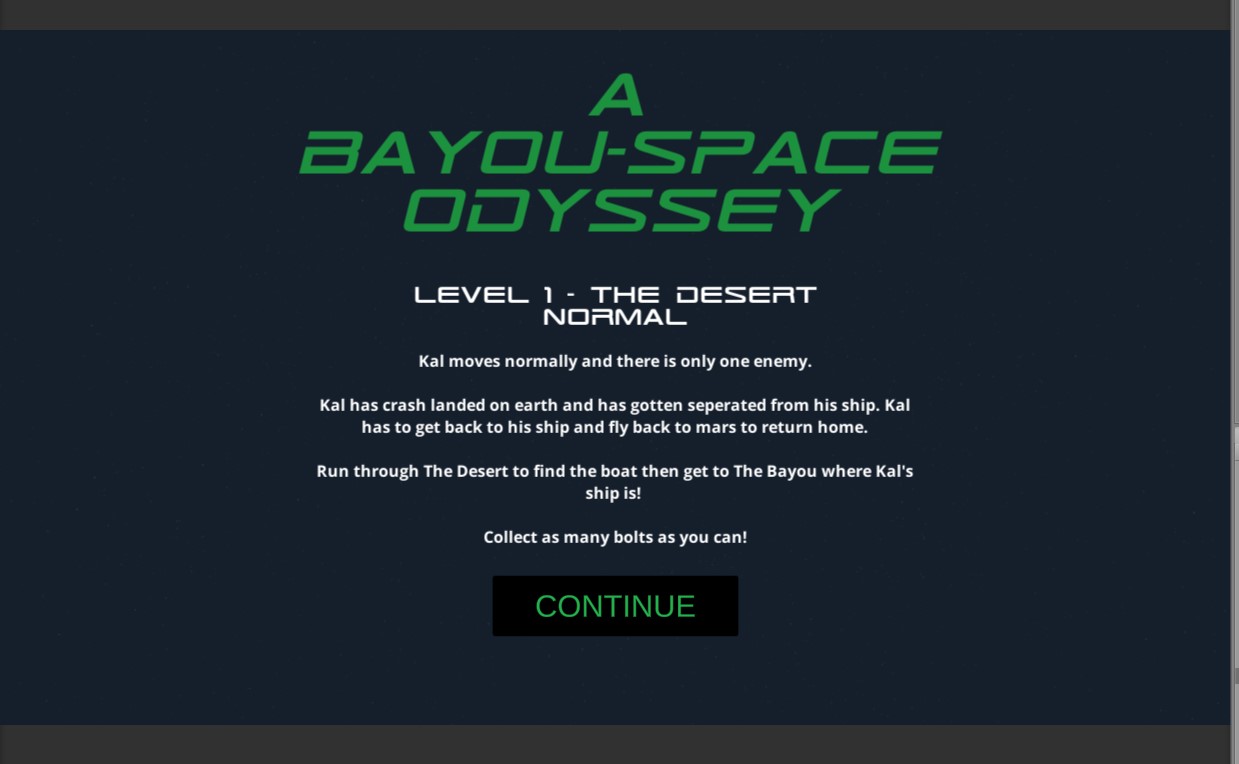 A
BAYOU-SPACE
ODYSSEY
LEVEL 1 - THE DESERT
NORMAL
Kal moves normally and there is only one enemy.
Kal has crash landed on earth and has gotten seperated from his ship. Kal
has to get back to his ship and fly back to mars to return home.
Run through The Desert to find the boat then get to The Bayou where Kal's
ship is!
Collect as many bolts as you can!
CONTINUE